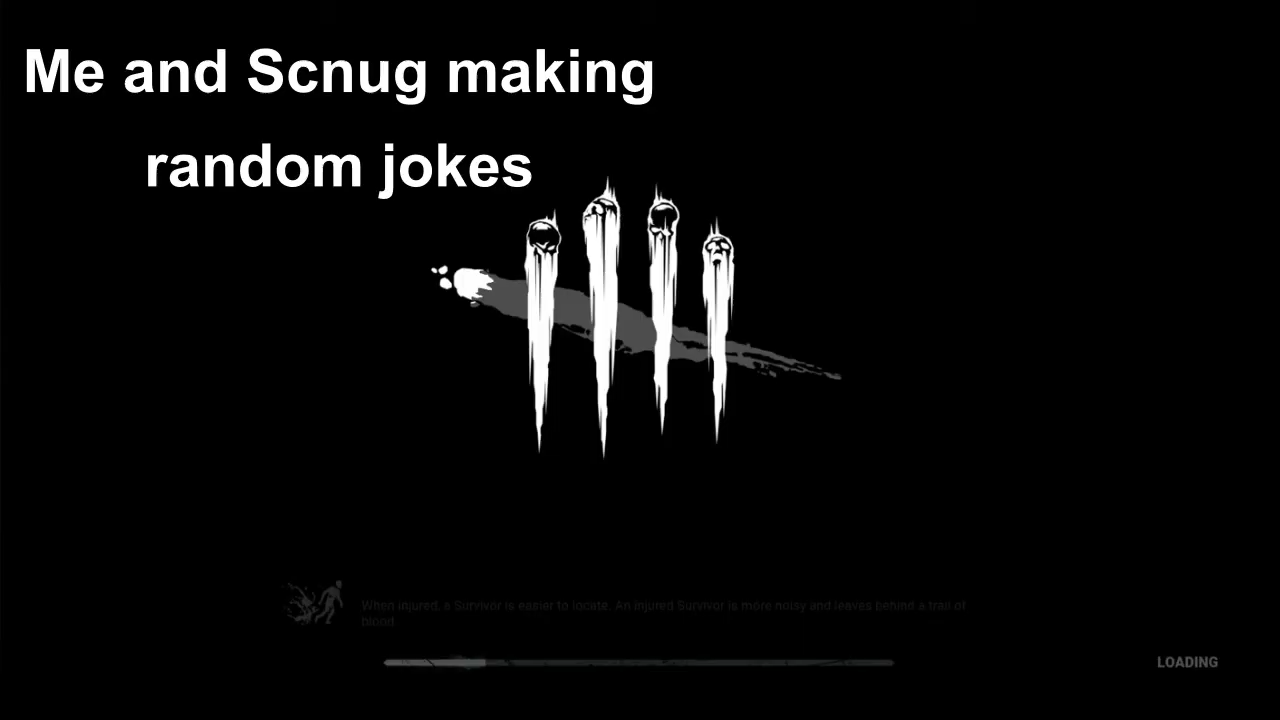 Me and Scnug making
random jokes
When injured, a Survivor is easier to locate. An injured Survivor is more noisy and leaves behind a trail of
blood
LOADING